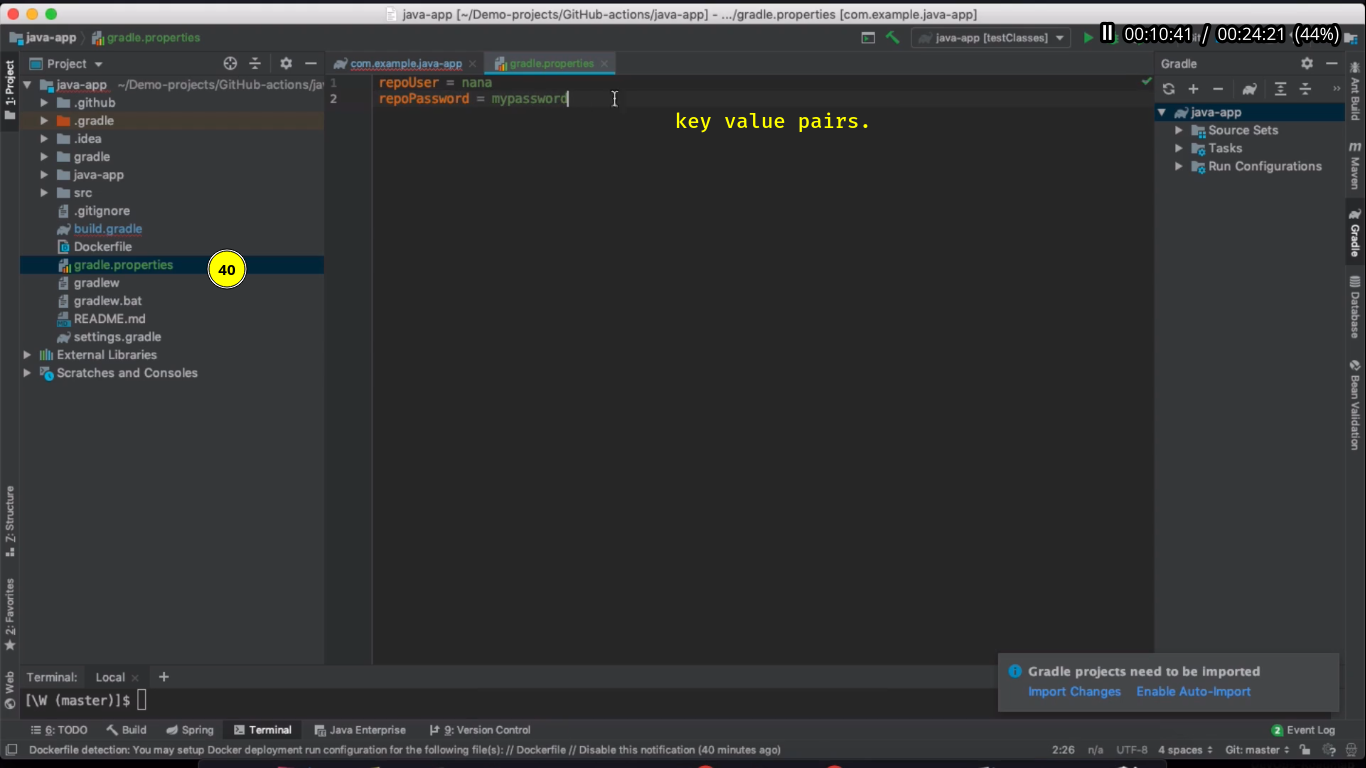 java-app [~/Demo-projects/GitHub-actions/java-app] - .../gradle.properties [com.example.java-app]
java-app
gradle.properties
java-app [testClasses]
00:10:41 / 00:24:21 (44%)
1: Project
Project
com.example.java-app
gradle.properties
Gradle
java-app ~/Demo-projects/GitHub-actions/ja
.github
.gradle
.idea
gradle
java-app
src
.gitignore
build.gradle
Dockerfile
gradle.properties
40
gradlew
gradlew.bat
README.md
settings.gradle
External Libraries
Scratches and Consoles
1 repoUser = nana
2 repoPassword = mypassword
key value pairs.
java-app
Source Sets
Tasks
Run Configurations
Ant Build
Maven
Gradle
Database
Bean Validation
Z: Structure
2: Favorites
Web
Terminal: Local
[\W (master)]$
Gradle projects need to be imported
Import Changes Enable Auto-Import
6: TODO Build Spring Terminal Java Enterprise 9: Version Control
2 Event Log
Dockerfile detection: You may setup Docker deployment run configuration for the following file(s): // Dockerfile // Disable this notification (40 minutes ago)
2:26 n/a UTF-8 4 spaces Git: master